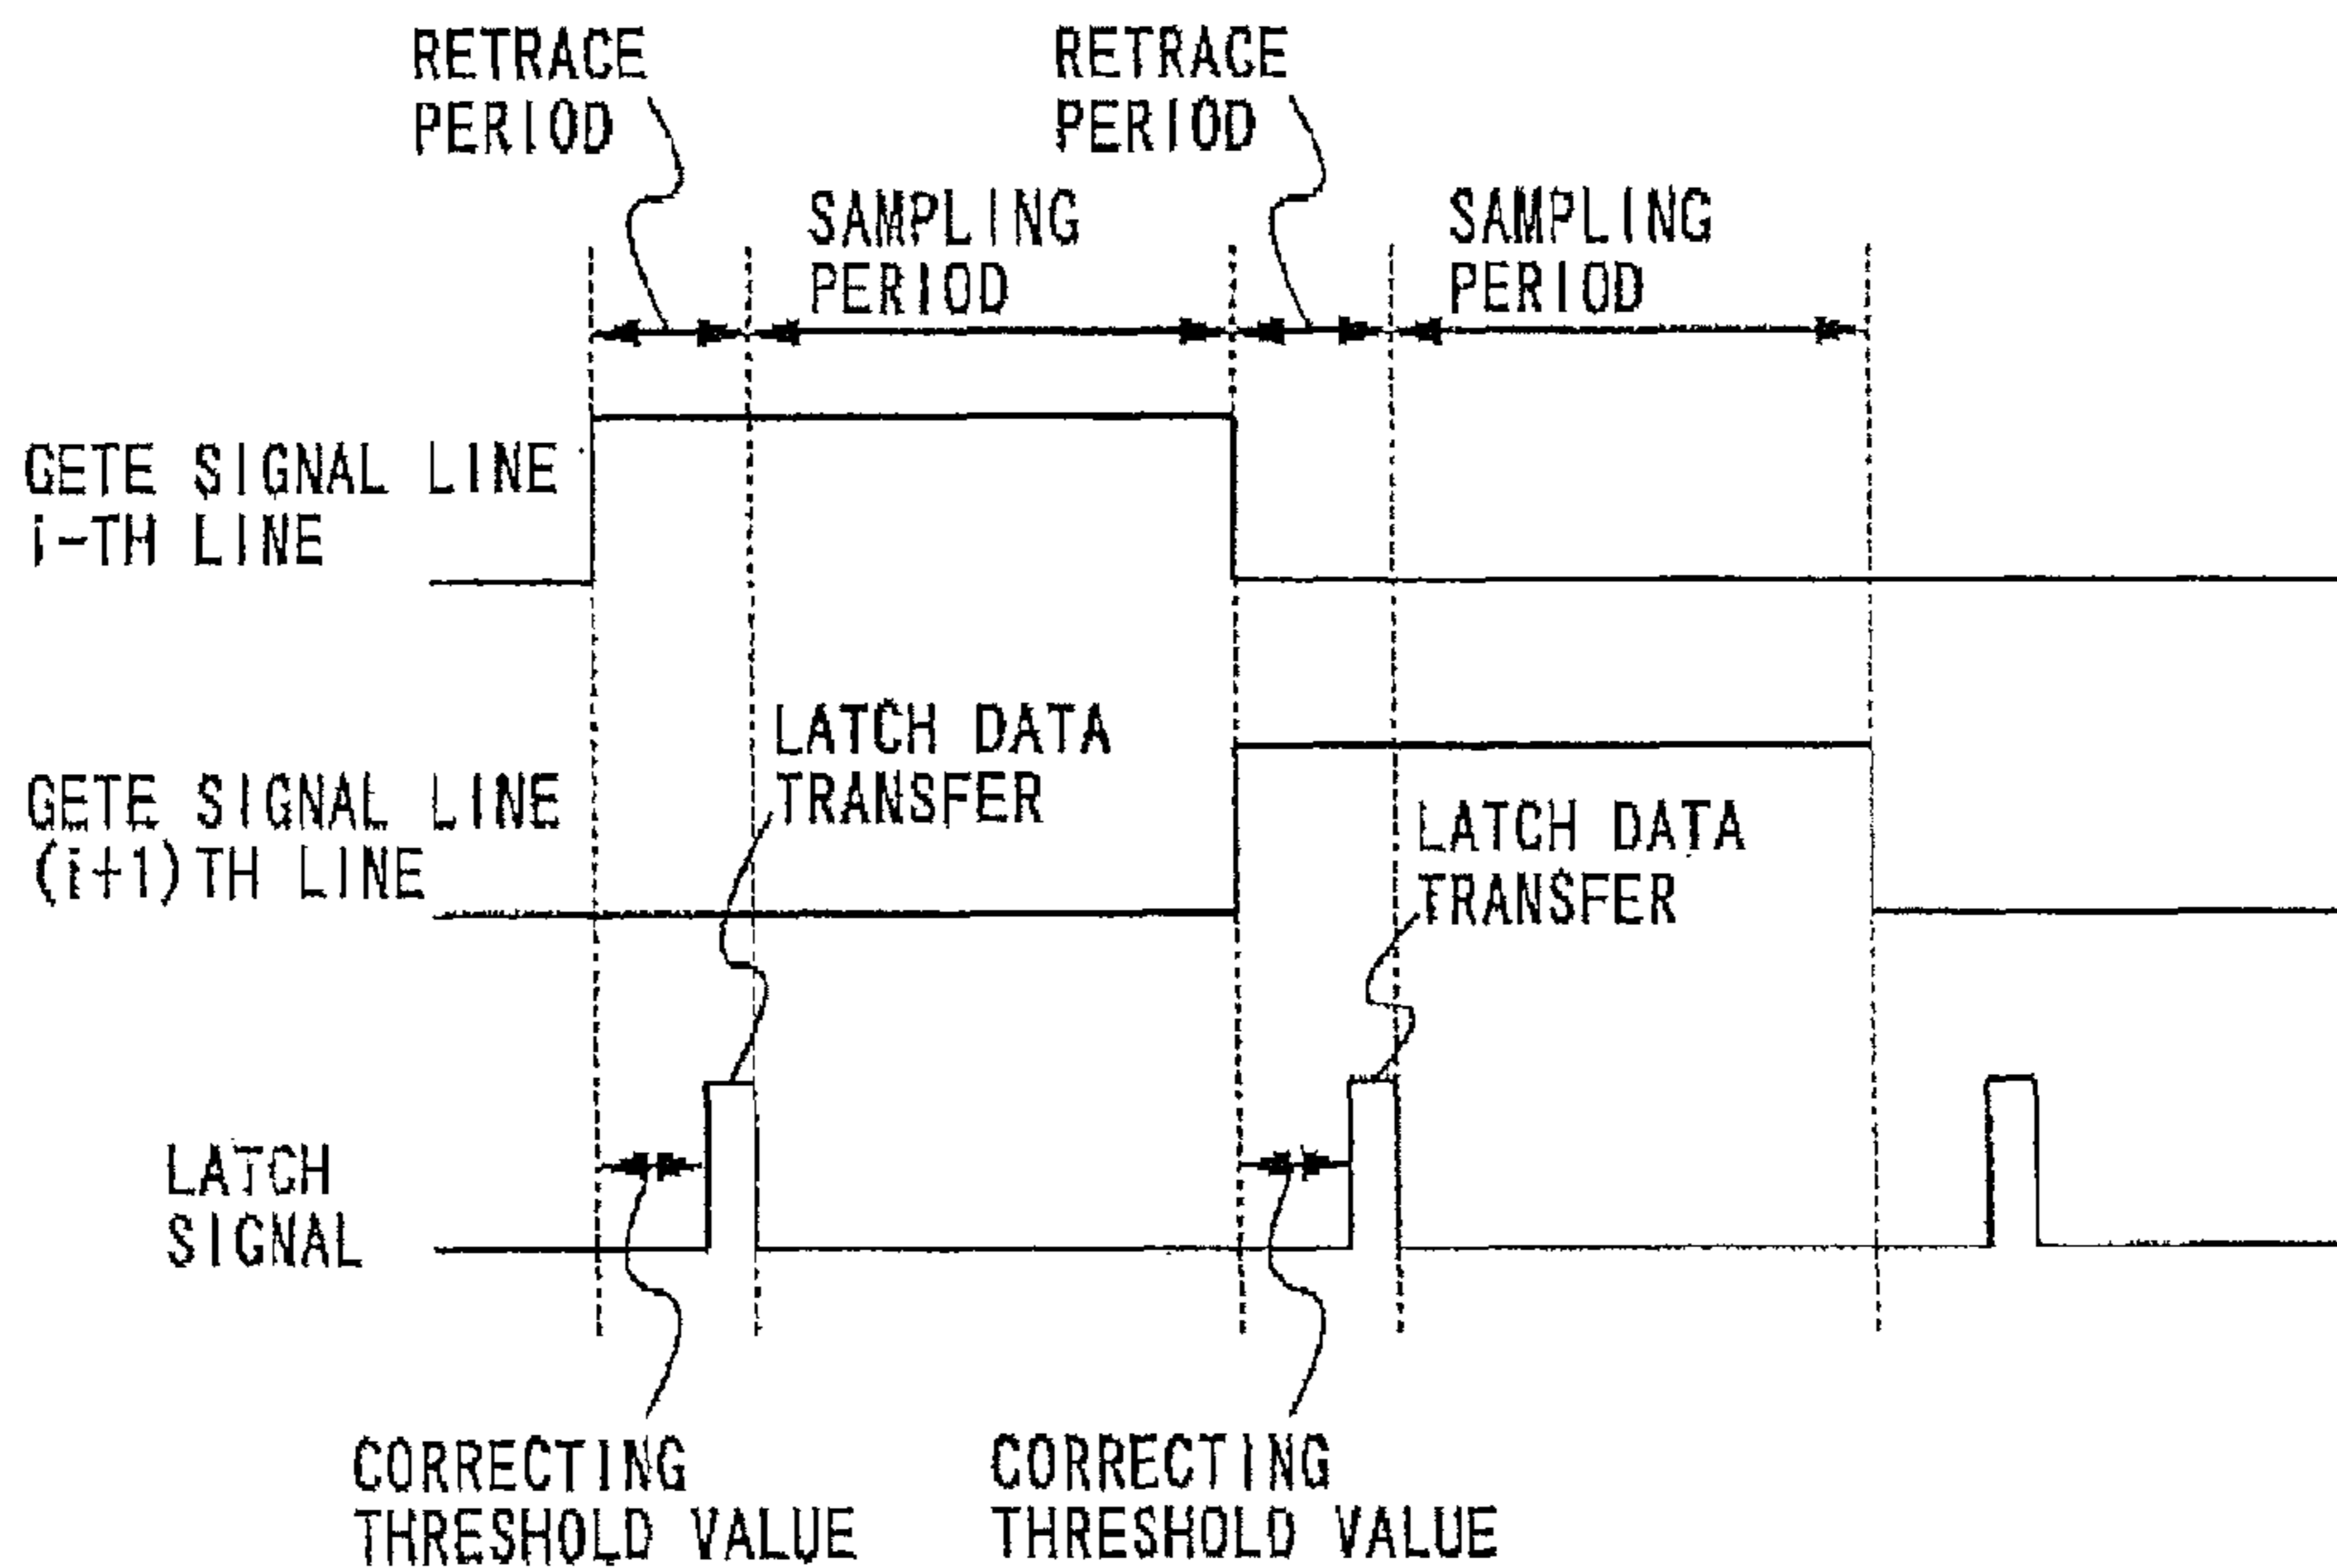 RETRACE
PERIOD
RETRACE
PERIOD
SAMPLING
PERIOD
SAMPLING
PERIOD
GETE SIGNAL LINE
i-TH LINE
LATCH DATA
TRANSFER
GETE SIGNAL LINE
(i+1)TH LINE
LATCH DATA
TRANSFER
LATCH
SIGNAL
CORRECTING
THRESHOLD VALUE
CORRECTING
THRESHOLD VALUE